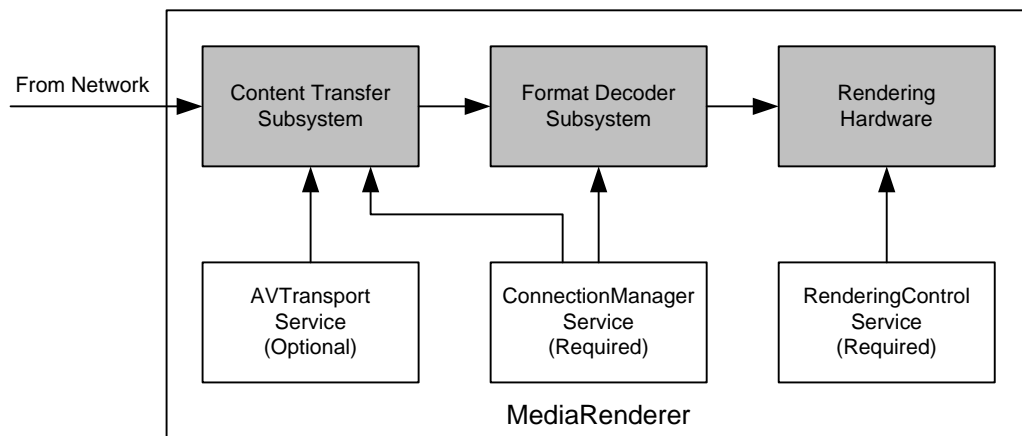 From Network
Content Transfer
Subsystem
Format Decoder
Subsystem
Rendering
Hardware
AVTransport
Service
(Optional)
ConnectionManager
Service
(Required)
RenderingControl
Service
(Required)
MediaRenderer